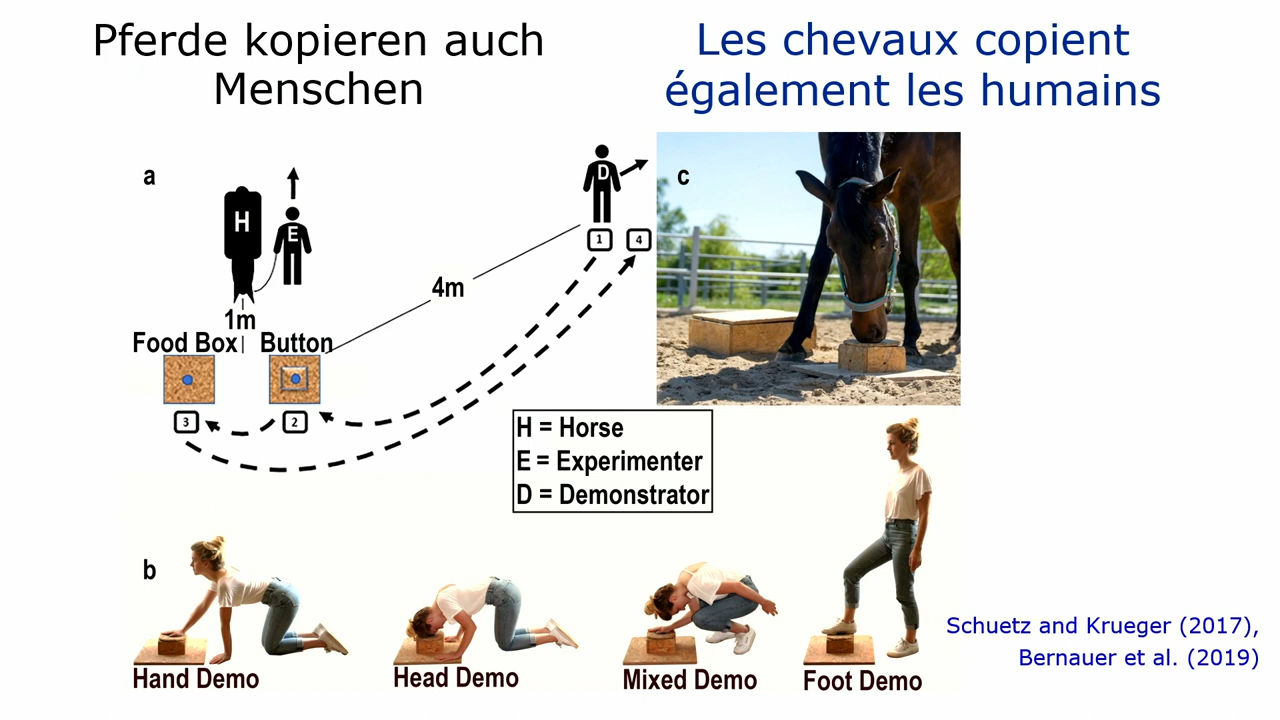 Pferde kopieren auch
Menschen
Les chevaux copient
également les humains
a
H
E
D
c
1
4
4m
1m
Food Box
Button
3
2
H = Horse
E = Experimenter
D = Demonstrator
b
Hand Demo
Head Demo
Mixed Demo
Foot Demo
Schuetz and Krueger (2017),
Bernauer et al. (2019)